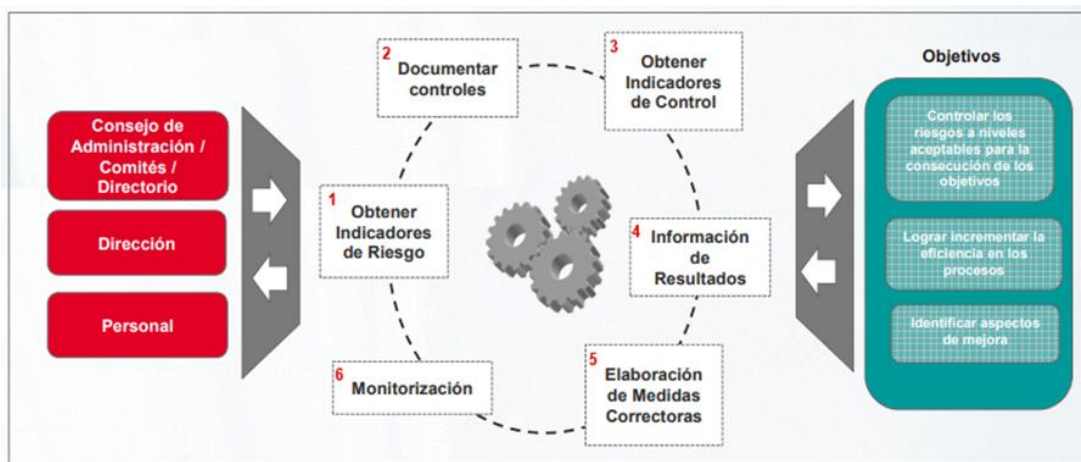 Consejo de
Administración /
Comités /
Directorio
Dirección
Personal
1
Obtener
Indicadores
de Riesgo
2
Documentar
controles
3
Obtener
Indicadores
de Control
4
Información
de
Resultados
5
Elaboración
de Medidas
Correctoras
6
Monitorización
Objetivos
Controlar los
riesgos a niveles
aceptables para la
consecución de los
objetivos
Lograr incrementar la
eficiencia en los
procesos
Identificar aspectos
de mejora